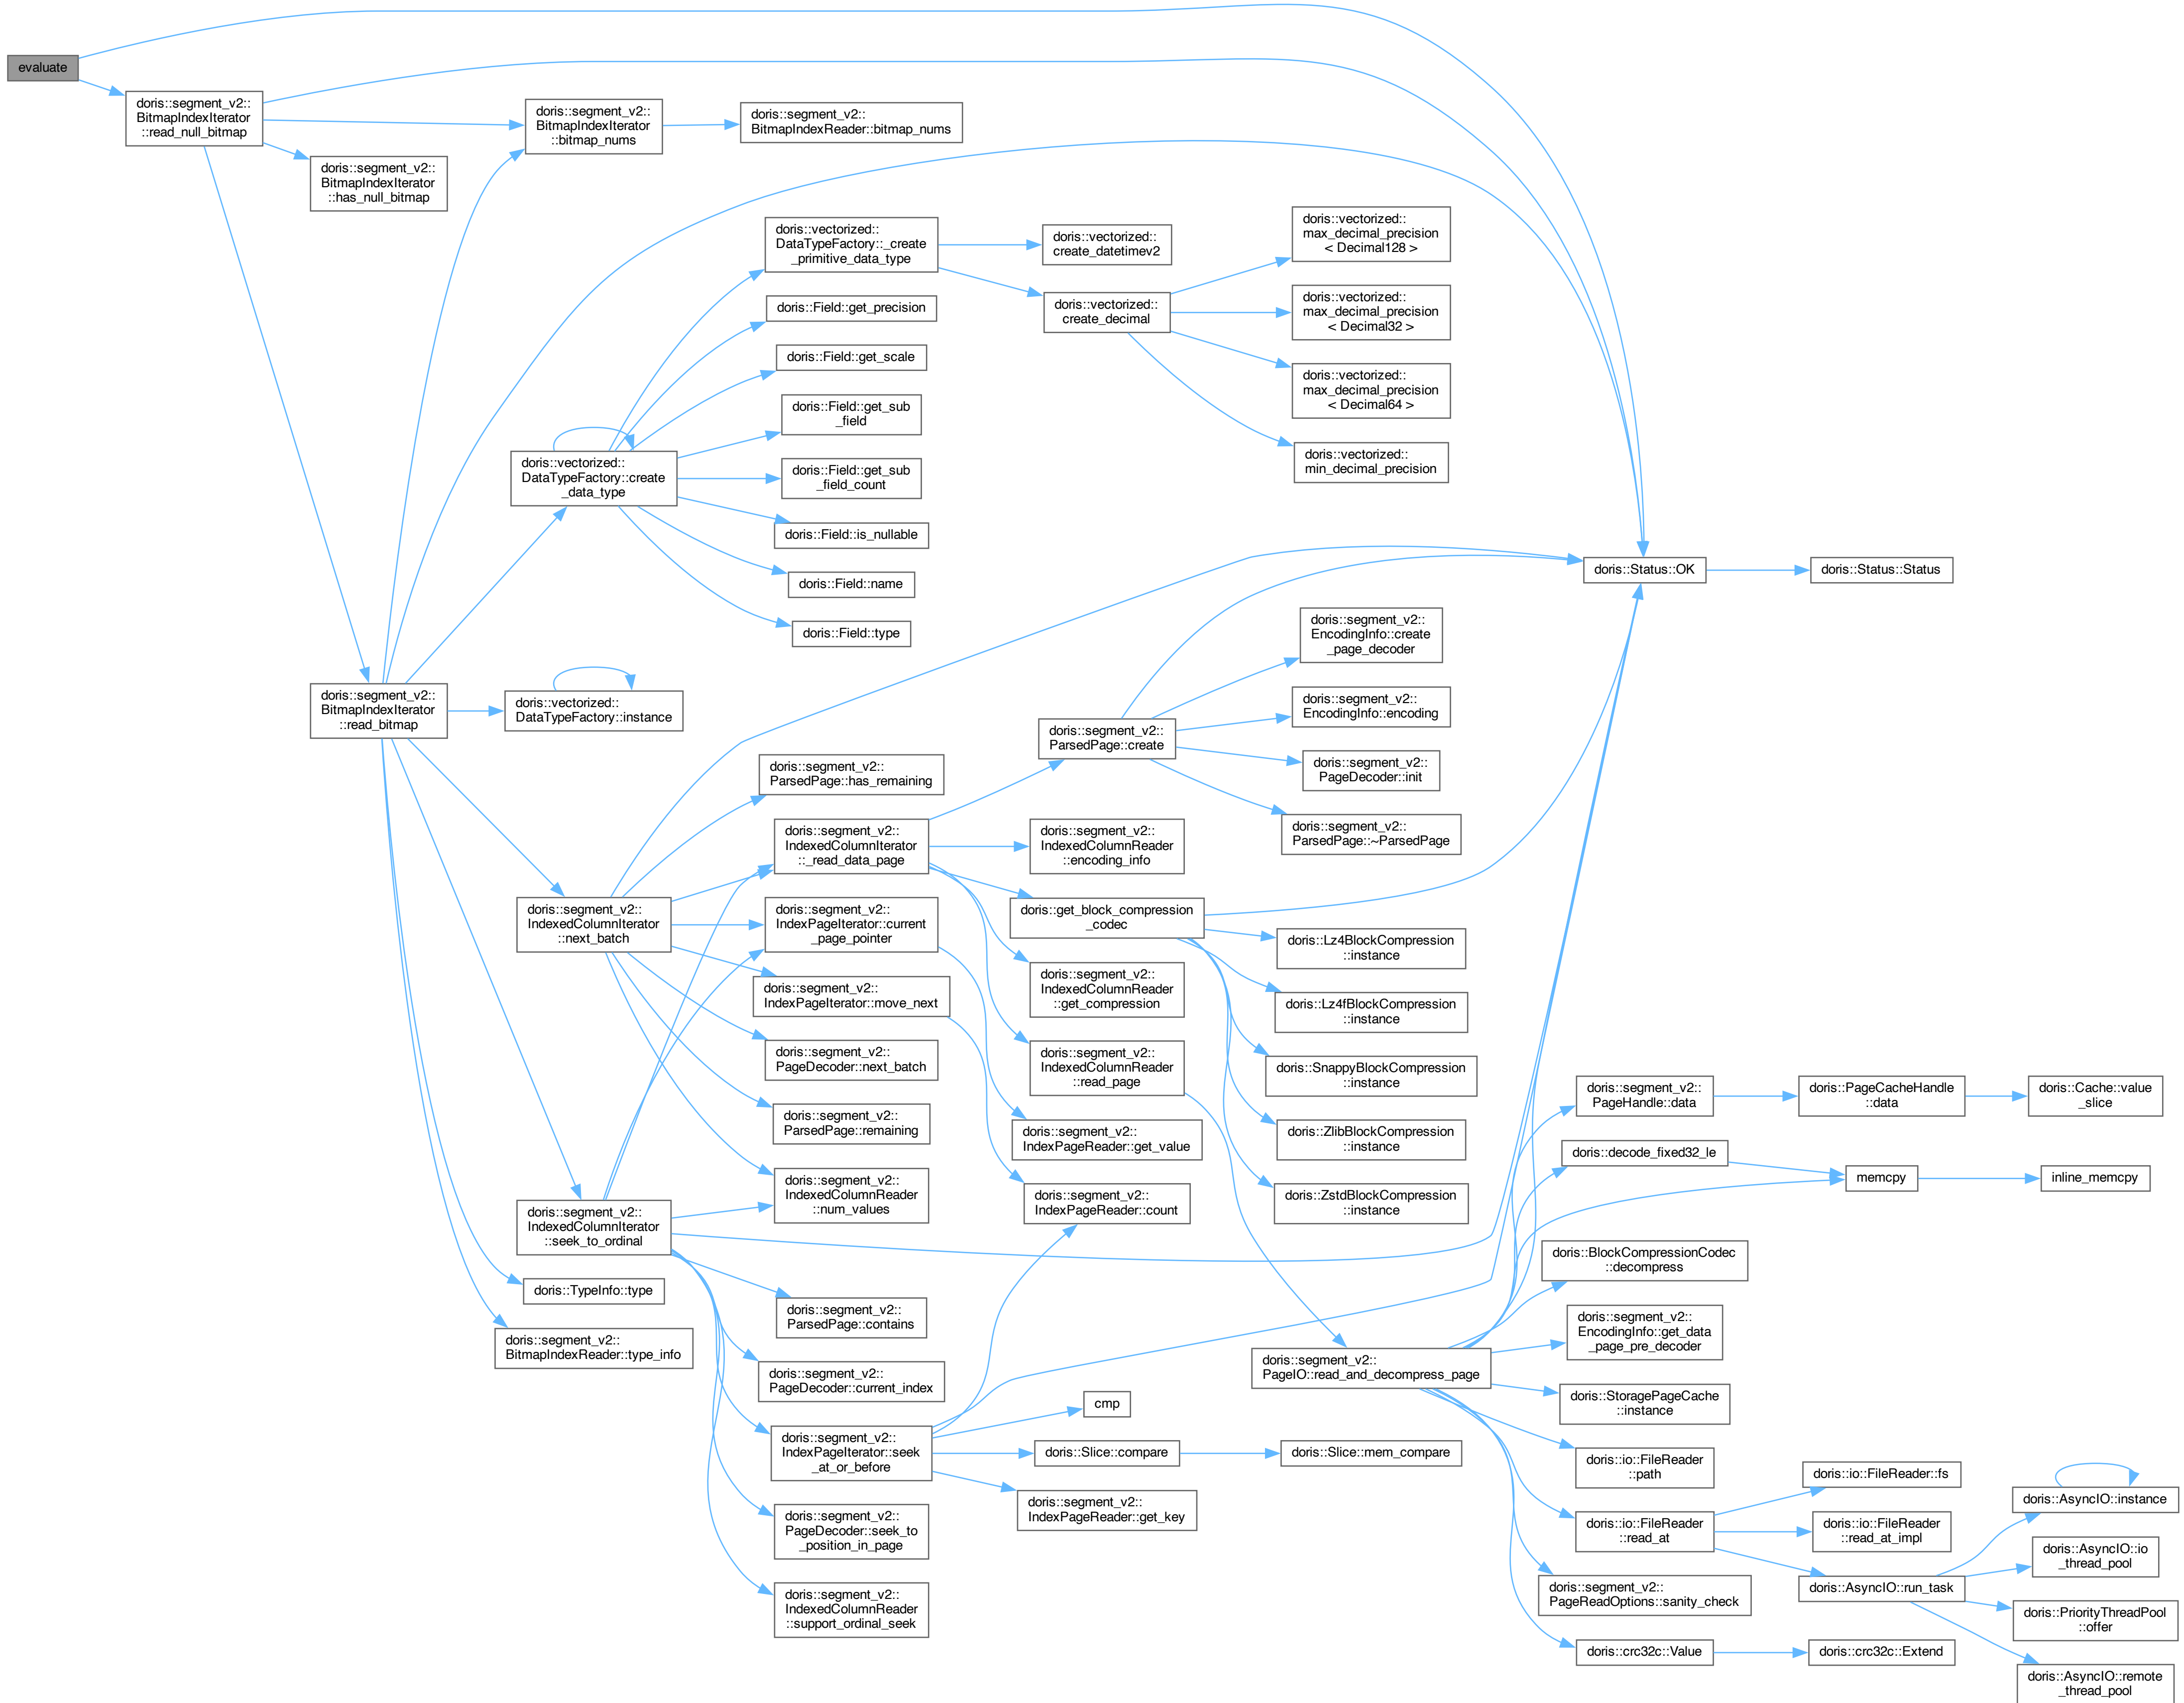 evaluate
doris::segment_v2::
BitmapIndexIterator
::read_null_bitmap
doris::segment_v2::
BitmapIndexIterator
::has_null_bitmap
doris::segment_v2::
BitmapIndexIterator
::read_bitmap
doris::segment_v2::
BitmapIndexIterator
::bitmap_nums
doris::vectorized::
DataTypeFactory::create
_data_type
doris::vectorized::
DataTypeFactory::instance
doris::segment_v2::
IndexedColumnIterator
::next_batch
doris::segment_v2::
IndexedColumnIterator
::seek_to_ordinal
doris::TypeInfo::type
doris::segment_v2::
BitmapIndexReader::type_info
doris::segment_v2::
BitmapIndexReader::bitmap_nums
doris::vectorized::
DataTypeFactory::_create
_primitive_data_type
doris::Field::get_precision
doris::Field::get_scale
doris::Field::get_sub
_field
doris::Field::get_sub
_field_count
doris::Field::is_nullable
doris::Field::name
doris::Field::type
doris::segment_v2::
ParsedPage::has_remaining
doris::segment_v2::
IndexedColumnIterator
::_read_data_page
doris::segment_v2::
IndexPageIterator::current
_page_pointer
doris::segment_v2::
IndexPageIterator::move_next
doris::segment_v2::
PageDecoder::next_batch
doris::segment_v2::
ParsedPage::remaining
doris::segment_v2::
IndexedColumnReader
::num_values
doris::segment_v2::
ParsedPage::contains
doris::segment_v2::
PageDecoder::current_index
doris::segment_v2::
IndexPageIterator::seek
_at_or_before
doris::segment_v2::
PageDecoder::seek_to
_position_in_page
doris::segment_v2::
IndexedColumnReader
::support_ordinal_seek
doris::vectorized::
create_datetimev2
doris::vectorized::
create_decimal
doris::segment_v2::
ParsedPage::create
doris::segment_v2::
IndexedColumnReader
::encoding_info
doris::get_block_compression
_codec
doris::segment_v2::
IndexedColumnReader
::get_compression
doris::segment_v2::
IndexedColumnReader
::read_page
doris::segment_v2::
IndexPageReader::get_value
doris::segment_v2::
IndexPageReader::count
cmp
doris::Slice::compare
doris::segment_v2::
IndexPageReader::get_key
doris::vectorized::
max_decimal_precision
< Decimal128 >
doris::vectorized::
max_decimal_precision
< Decimal32 >
doris::vectorized::
max_decimal_precision
< Decimal64 >
doris::vectorized::
min_decimal_precision
doris::segment_v2::
EncodingInfo::create
_page_decoder
doris::segment_v2::
EncodingInfo::encoding
doris::segment_v2::
PageDecoder::init
doris::segment_v2::
ParsedPage::~ParsedPage
doris::Lz4BlockCompression
::instance
doris::Lz4fBlockCompression
::instance
doris::SnappyBlockCompression
::instance
doris::ZlibBlockCompression
::instance
doris::ZstdBlockCompression
::instance
doris::segment_v2::
PageIO::read_and_decompress_page
doris::Slice::mem_compare
doris::Status::OK
doris::segment_v2::
PageHandle::data
doris::decode_fixed32_le
doris::BlockCompressionCodec
::decompress
doris::segment_v2::
EncodingInfo::get_data
_page_pre_decoder
doris::StoragePageCache
::instance
doris::io::FileReader
::path
doris::io::FileReader
::read_at
doris::segment_v2::
PageReadOptions::sanity_check
doris::crc32c::Value
doris::Status::Status
doris::PageCacheHandle
::data
memcpy
doris::io::FileReader::fs
doris::io::FileReader
::read_at_impl
doris::AsyncIO::run_task
doris::crc32c::Extend
doris::Cache::value
_slice
inline_memcpy
doris::AsyncIO::instance
doris::AsyncIO::io
_thread_pool
doris::PriorityThreadPool
::offer
doris::AsyncIO::remote
_thread_pool